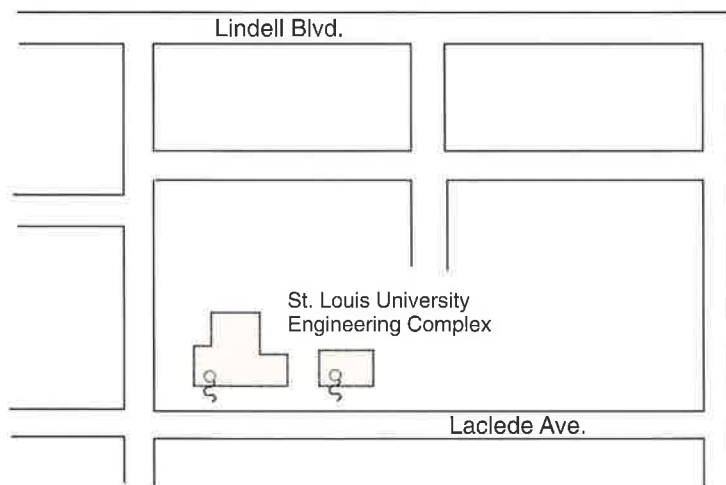 Lindell Blvd.
St. Louis University
Engineering Complex
Laclede Ave.